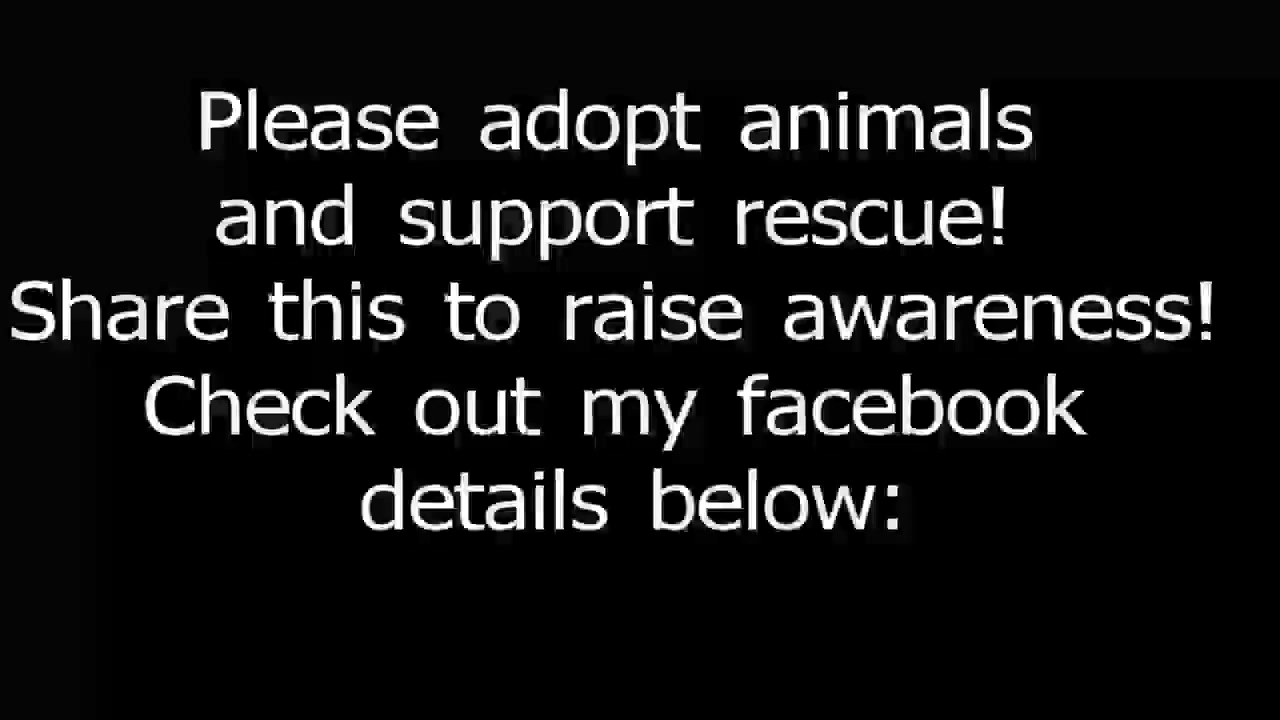 Please adopt animals
and support rescue!
Share this to raise awareness!
Check out my facebook
details below: